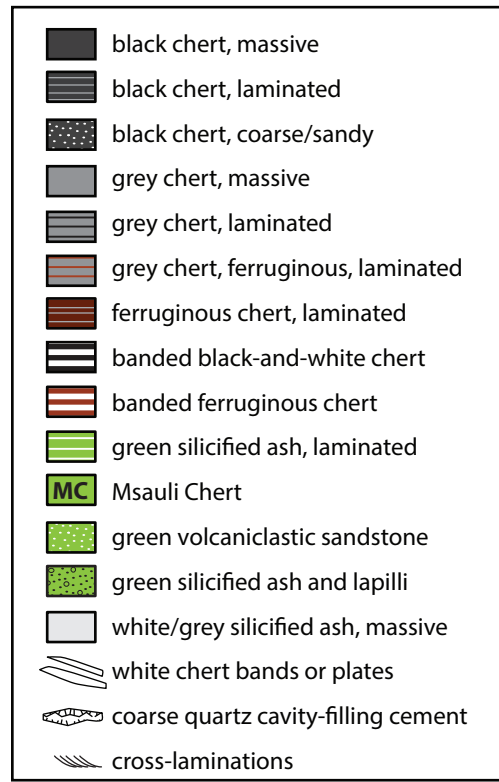 black chert, massive
black chert, laminated
black chert, coarse/sandy
grey chert, massive
grey chert, laminated
grey chert, ferruginous, laminated
ferruginous chert, laminated
banded black-and-white chert
banded ferruginous chert
green silicified ash, laminated
MC Msauli Chert
green volcaniclastic sandstone
green silicified ash and lapilli
white/grey silicified ash, massive
white chert bands or plates
coarse quartz cavity-filling cement
cross-laminations